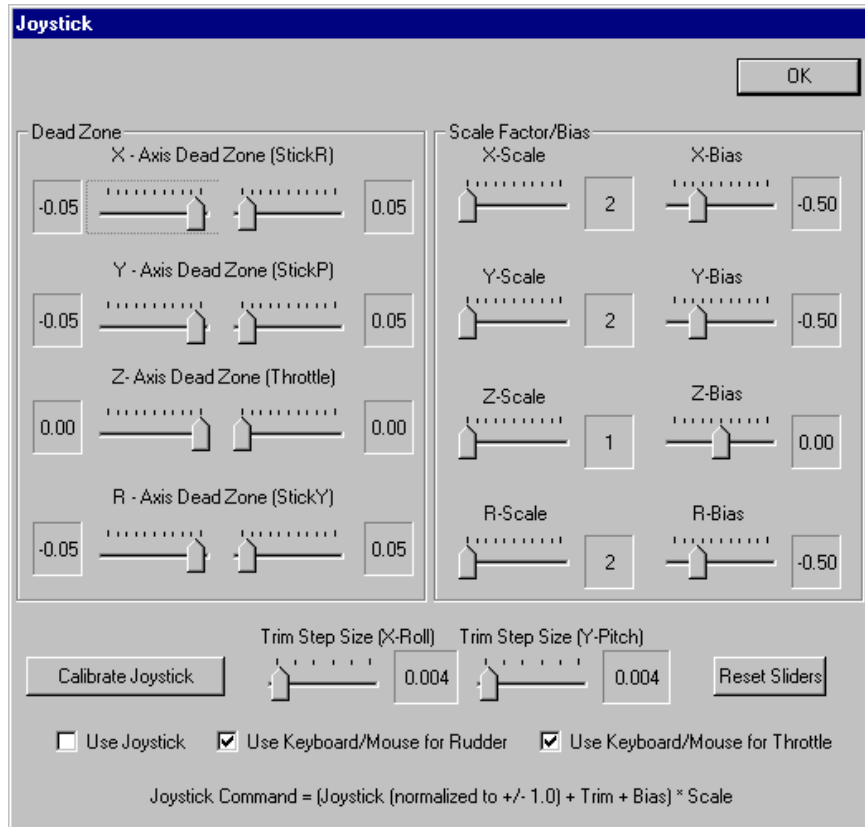 Joystick
OK
Dead Zone
X - Axis Dead Zone (StickR)
-0.05
0.05
Y - Axis Dead Zone (StickP)
-0.05
0.05
Z- Axis Dead Zone (Throttle)
0.00
0.00
R - Axis Dead Zone (StickY)
-0.05
0.05
Scale Factor/Bias
X-Scale
X-Bias
2
-0.50
Y-Scale
Y-Bias
2
-0.50
Z-Scale
Z-Bias
1
0.00
R-Scale
R-Bias
2
-0.50
Trim Step Size (X-Roll)
Trim Step Size (Y-Pitch)
Calibrate Joystick
0.004
0.004
Reset Sliders
Use Joystick
Use Keyboard/Mouse for Rudder
Use Keyboard/Mouse for Throttle
Joystick Command = (Joystick (normalized to +/- 1.0) + Trim + Bias) * Scale